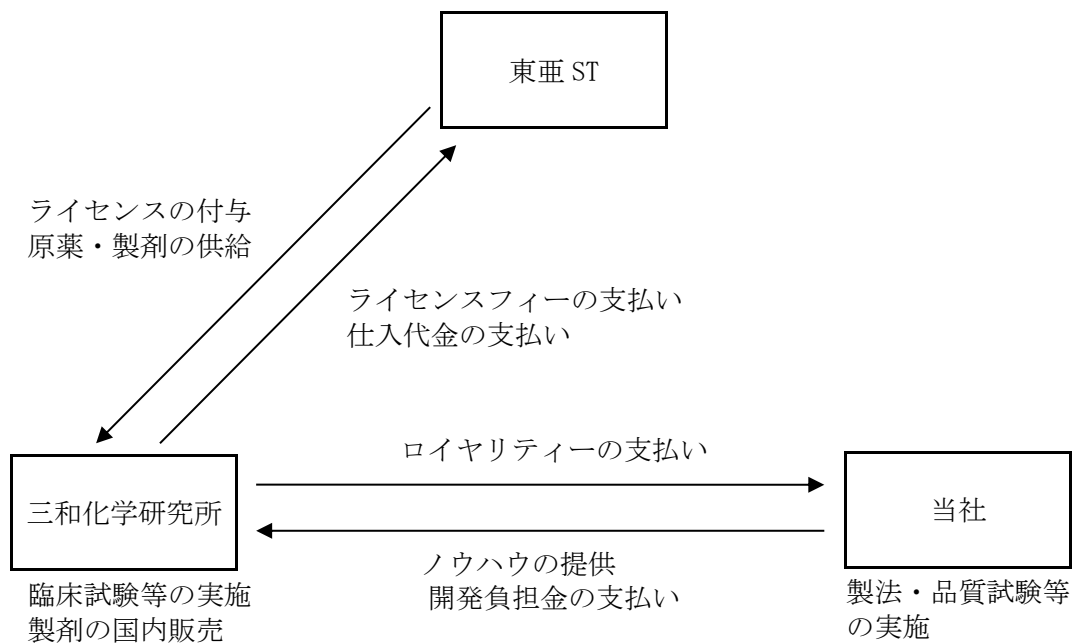 東亜 ST
ライセンスの付与
原薬・製剤の供給
ライセンスフィーの支払い
仕入代金の支払い
ロイヤリティーの支払い
三和化学研究所
当社
ノウハウの提供
開発負担金の支払い
臨床試験等の実施
製剤の国内販売
製法・品質試験等
の実施